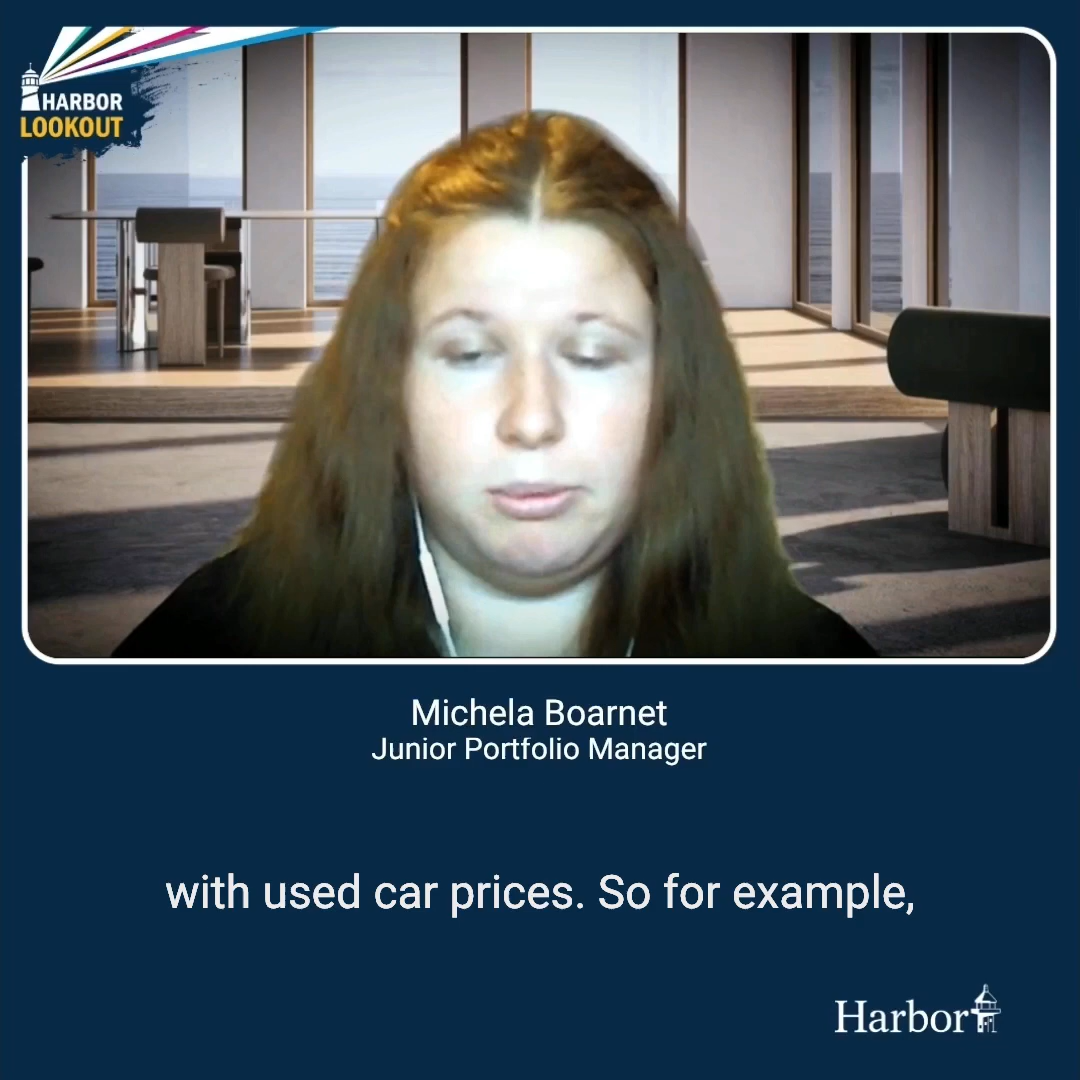 HARBOR
LOOKOUT
Michela Boarnet
Junior Portfolio Manager
with used car prices. So for example,
Harbor